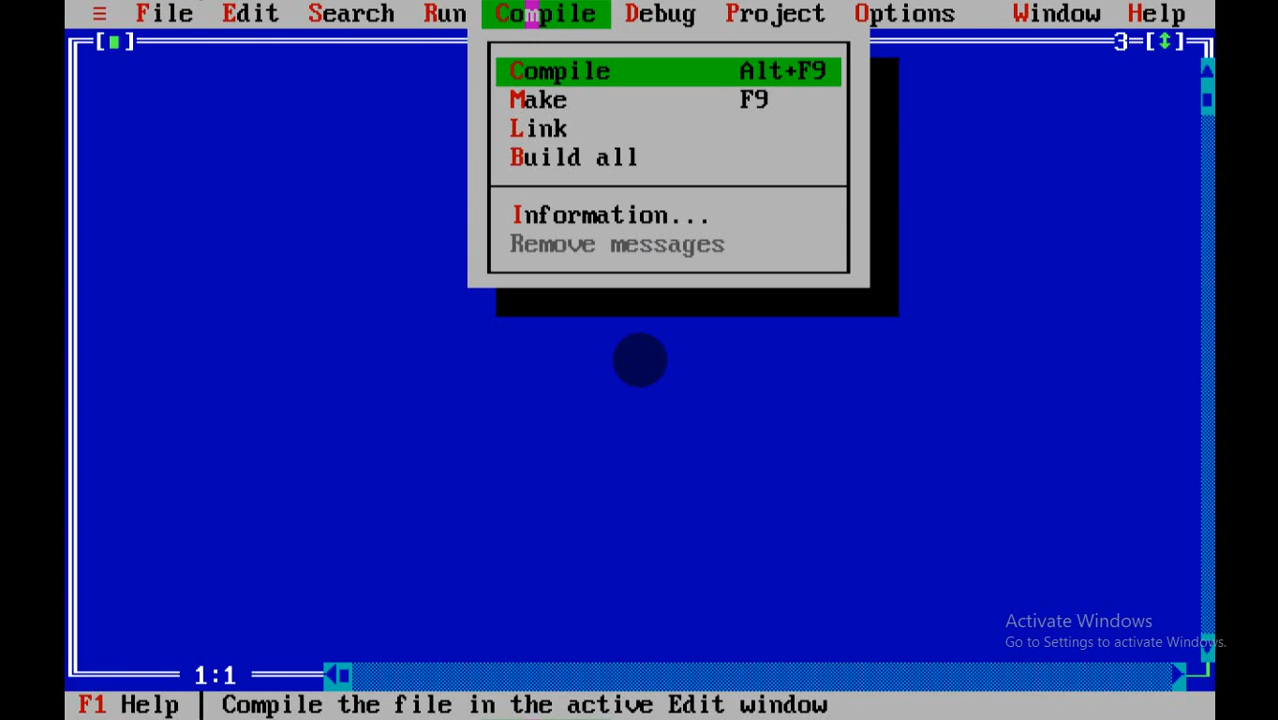 ≡ File Edit Search Run Compile Debug Project Options Window Help
[■] 3=[↕]
Compile Alt+F9
Make F9
Link
Build all
Information...
Remove messages
Activate Windows
Go to Settings to activate Windows.
1:1
F1 Help | Compile the file in the active Edit window